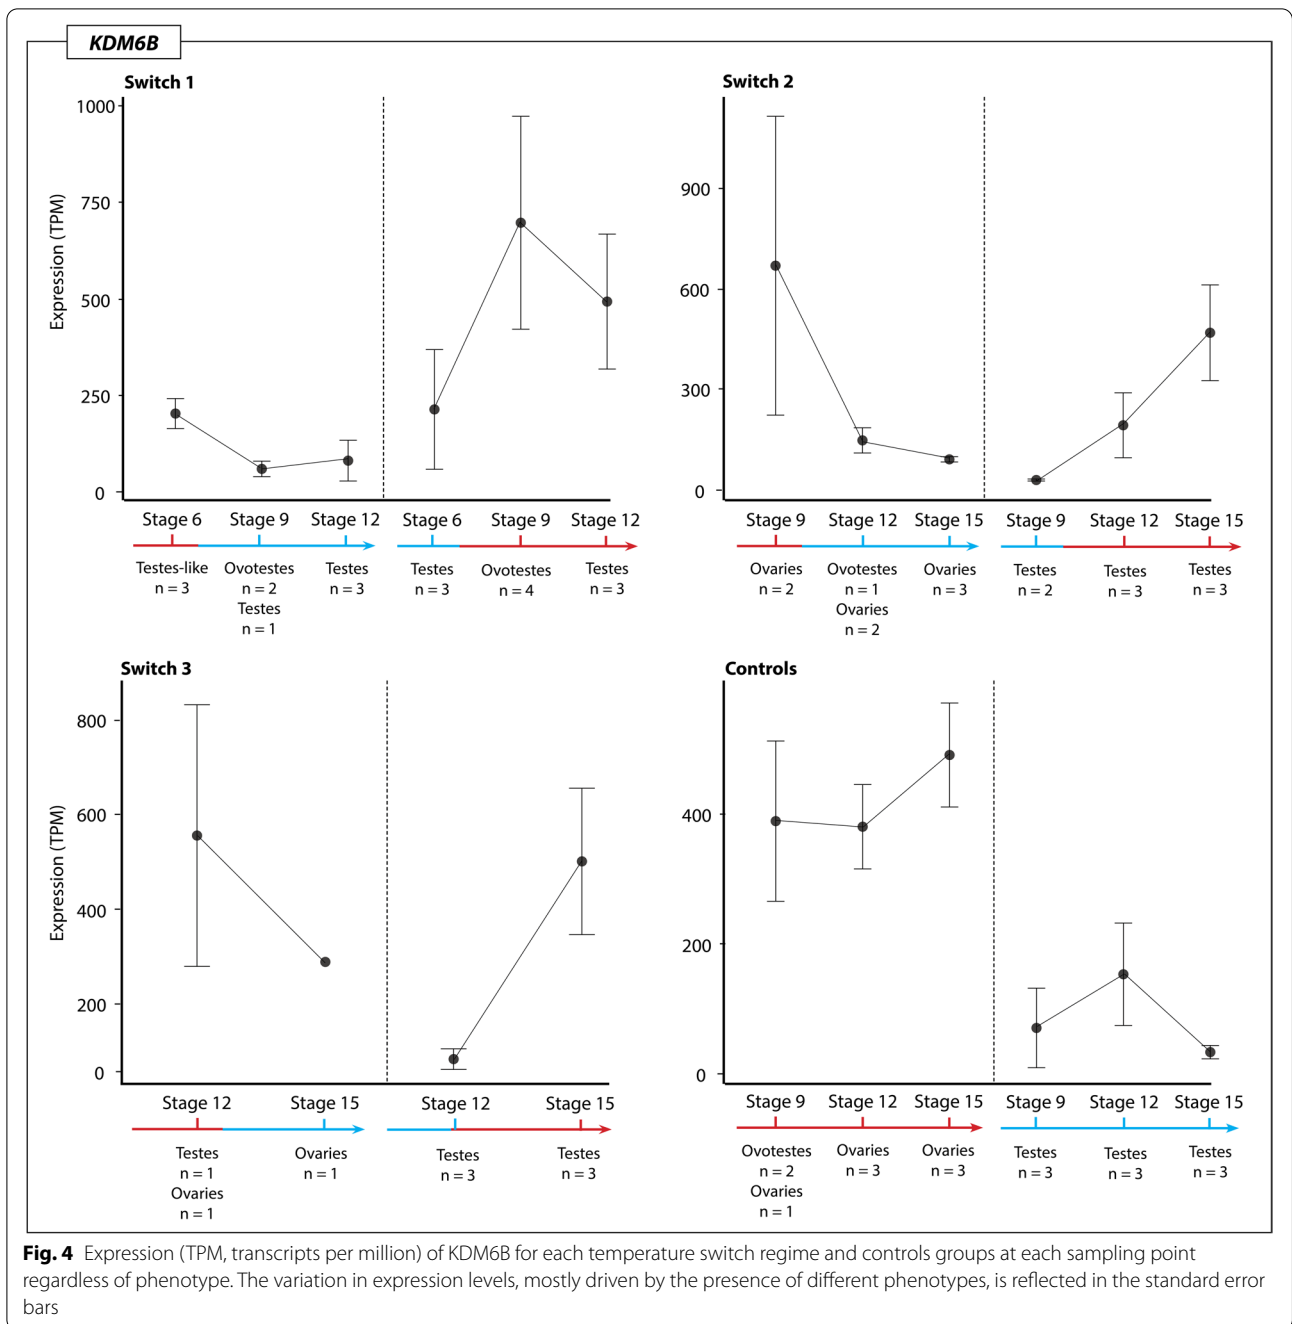 KDM6B
Switch 1
Expression (TPM)
1000
750
500
250
0
Stage 6 Stage 9 Stage 12 Stage 6 Stage 9 Stage 12
Testes-like Ovotestes Testes Testes Ovotestes Testes
n = 3 n = 2 n = 3 n = 3 n = 4 n = 3
Testes
n = 1
Switch 2
900
600
300
0
Stage 9 Stage 12 Stage 15 Stage 9 Stage 12 Stage 15
Ovaries Ovotestes Ovaries Testes Testes Testes
n = 2 n = 1 n = 3 n = 2 n = 3 n = 3
Ovaries
n = 2
Switch 3
Expression (TPM)
800
600
400
200
0
Stage 12 Stage 15 Stage 12 Stage 15
Testes Ovaries Testes Testes
n = 1 n = 1 n = 3 n = 3
Ovaries
n = 1
Controls
400
200
0
Stage 9 Stage 12 Stage 15 Stage 9 Stage 12 Stage 15
Ovotestes Ovaries Ovaries Testes Testes Testes
n = 2 n = 3 n = 3 n = 3 n = 3 n = 3
Ovaries
n = 1
Fig. 4 Expression (TPM, transcripts per million) of KDM6B for each temperature switch regime and controls groups at each sampling point
regardless of phenotype. The variation in expression levels, mostly driven by the presence of different phenotypes, is reflected in the standard error
bars